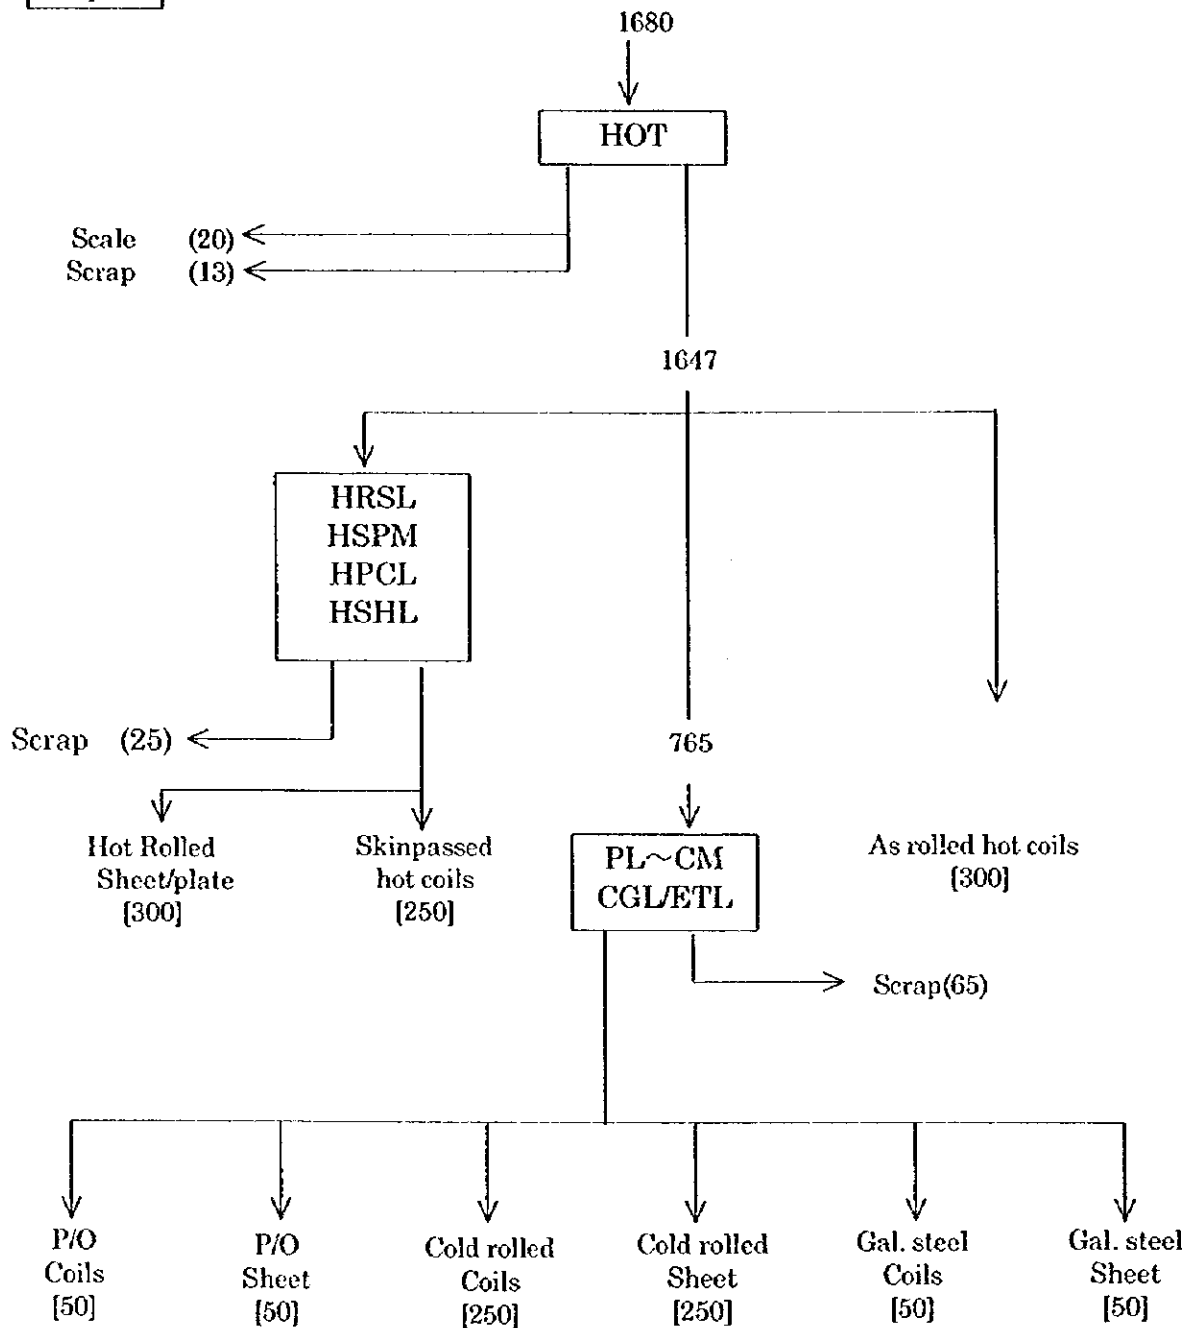 1680
HOT
Scale (20)
Scrap (13)
1647
HRSL
HSPM
HPCL
HSHL
Scrap (25)
765
Hot Rolled
Sheet/plate
[300]
Skinpassed
hot coils
[250]
PL~CM
CGL/ETL
As rolled hot coils
[300]
Scrap(65)
P/O
Coils
[50]
P/O
Sheet
[50]
Cold rolled
Coils
[250]
Cold rolled
Sheet
[250]
Gal. steel
Coils
[50]
Gal. steel
Sheet
[50]